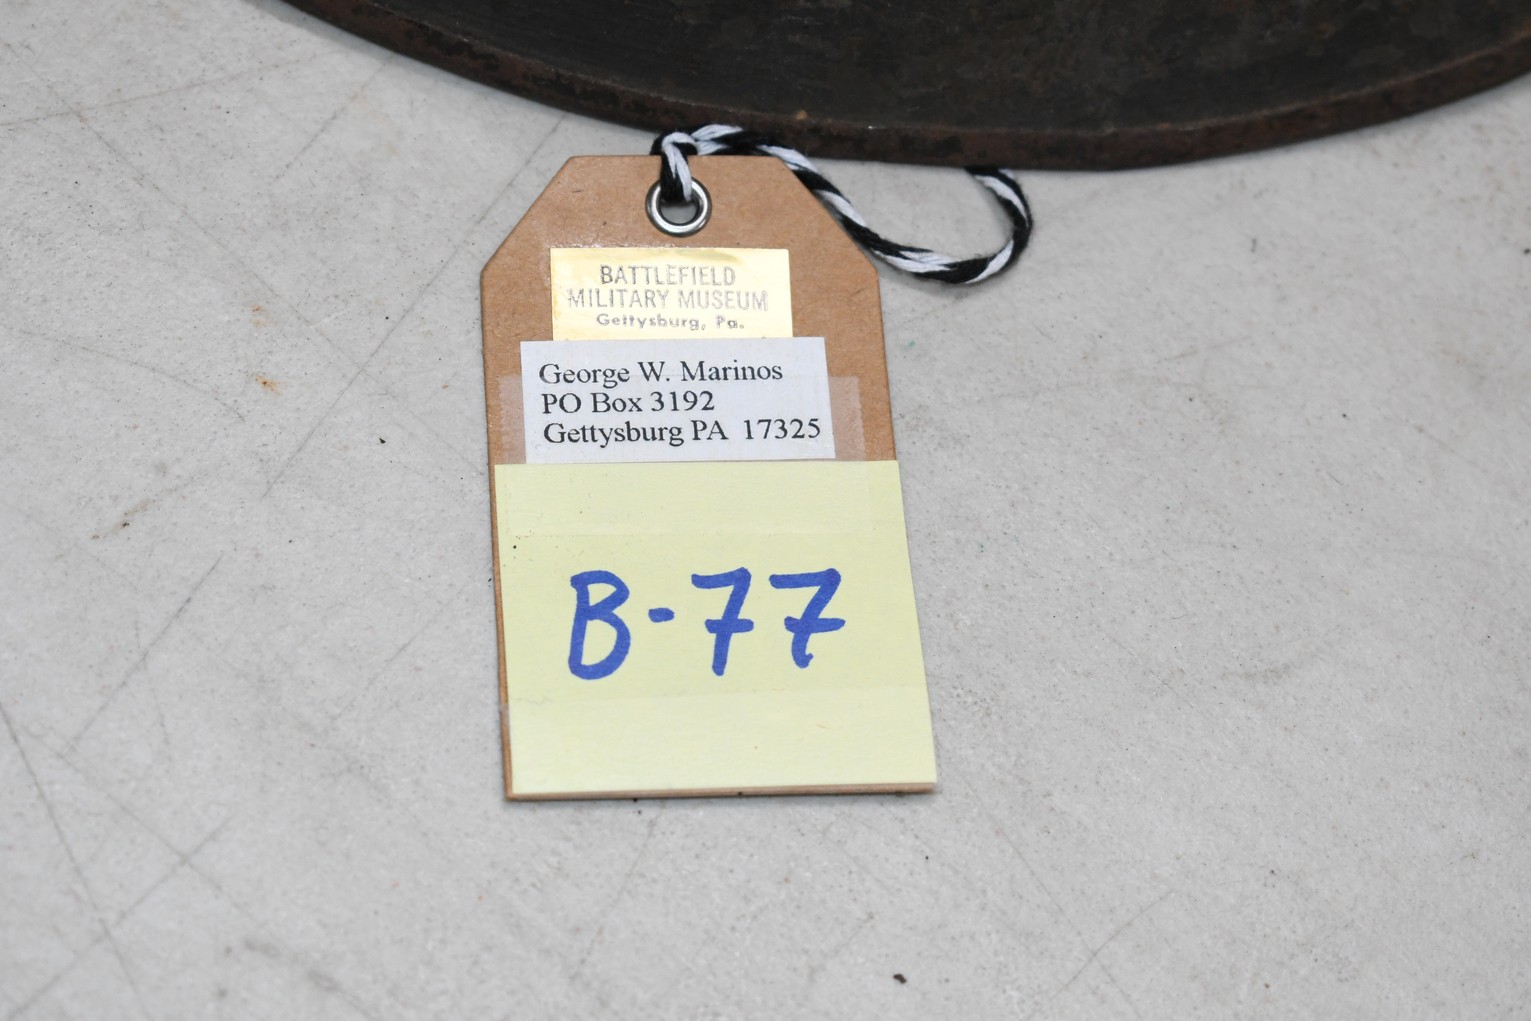 BATTLEFIELD
MILITARY MUSEUM
Gettysburg, Pa.
George W. Marinos
PO Box 3192
Gettysburg PA 17325
B-77